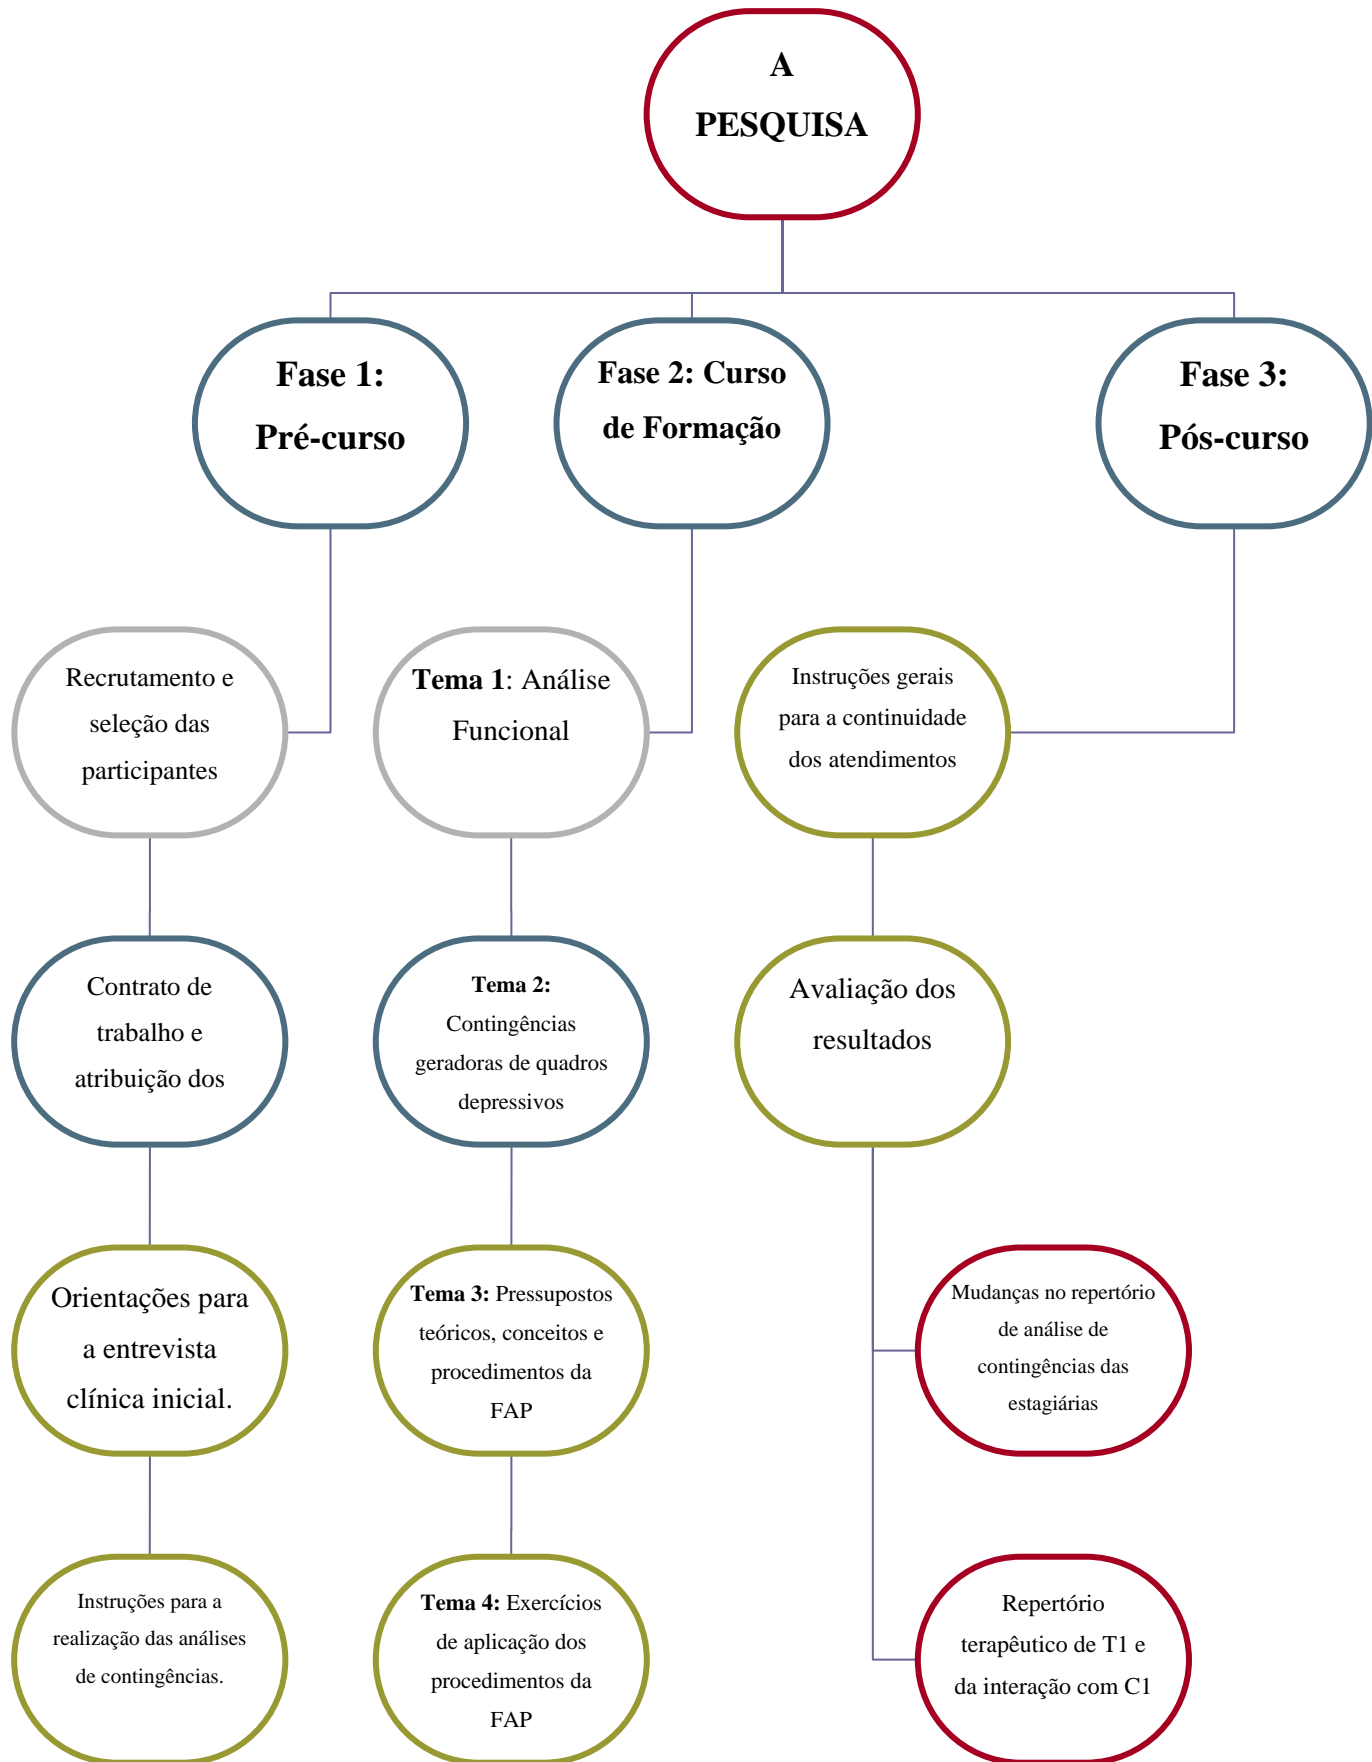 A
PESQUISA
Fase 1:
Pré-curso
Fase 2: Curso
de Formação
Fase 3:
Pós-curso
Recrutamento e
seleção das
participantes
Tema 1: Análise
Funcional
Instruções gerais
para a continuidade
dos atendimentos
Contrato de
trabalho e
atribuição dos
Tema 2:
Contingências
geradoras de quadros
depressivos
Avaliação dos
resultados
Orientações para
a entrevista
clínica inicial.
Tema 3: Pressupostos
teóricos, conceitos e
procedimentos da
FAP
Mudanças no repertório
de análise de
contingências das
estagiárias
Instruções para a
realização das análises
de contingências.
Tema 4: Exercícios
de aplicação dos
procedimentos da
FAP
Repertório
terapêutico de T1 e
da interação com C1